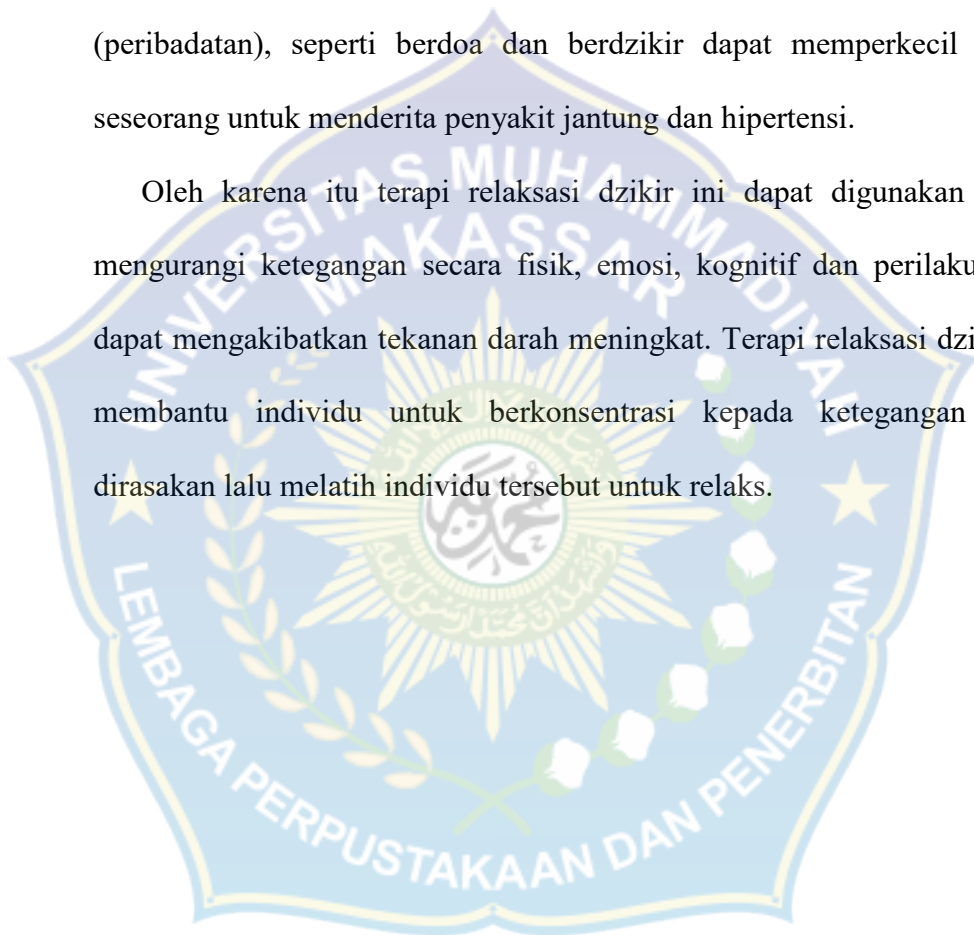 (peribadatan), seperti berdoa dan berdzikir dapat memperkecil
seseorang untuk menderita penyakit jantung dan hipertensi.
Oleh karena itu terapi relaksasi dzikir ini dapat digunakan
mengurangi ketegangan secara fisik, emosi, kognitif dan perilaku
dapat mengakibatkan tekanan darah meningkat. Terapi relaksasi dzi
membantu individu untuk berkonsentrasi kepada ketegangan
dirasakan lalu melatih individu tersebut untuk relaks.
UNIVERSITAS MUHAMMADIYAH
MAKASSAR
LEMBAGA PERPUSTAKAAN DAN PENERBITAN